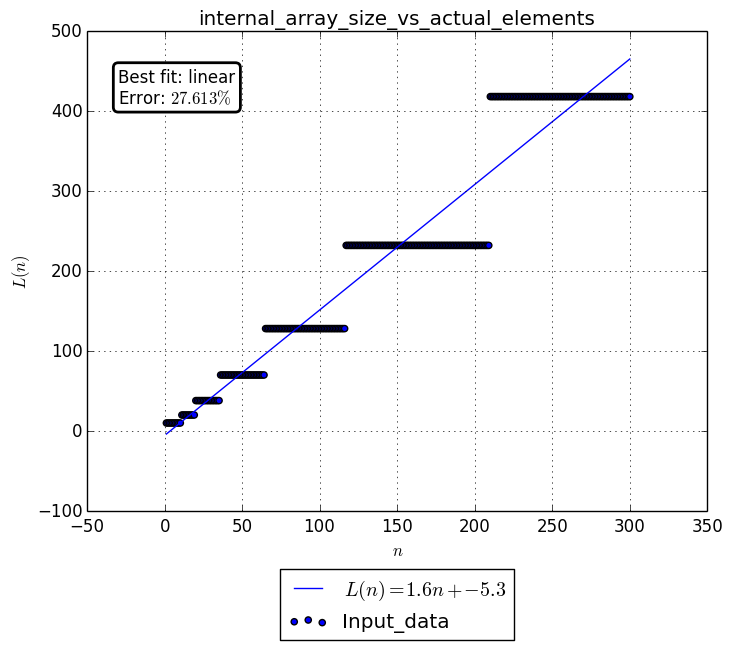 internal_array_size_vs_actual_elements
500
400
300
200
100
0
−100
L(n)
Best fit: linear
Error: 27.613%
−50 0 50 100 150 200 250 300 350
n
L(n)=1.6n+−5.3
Input_data